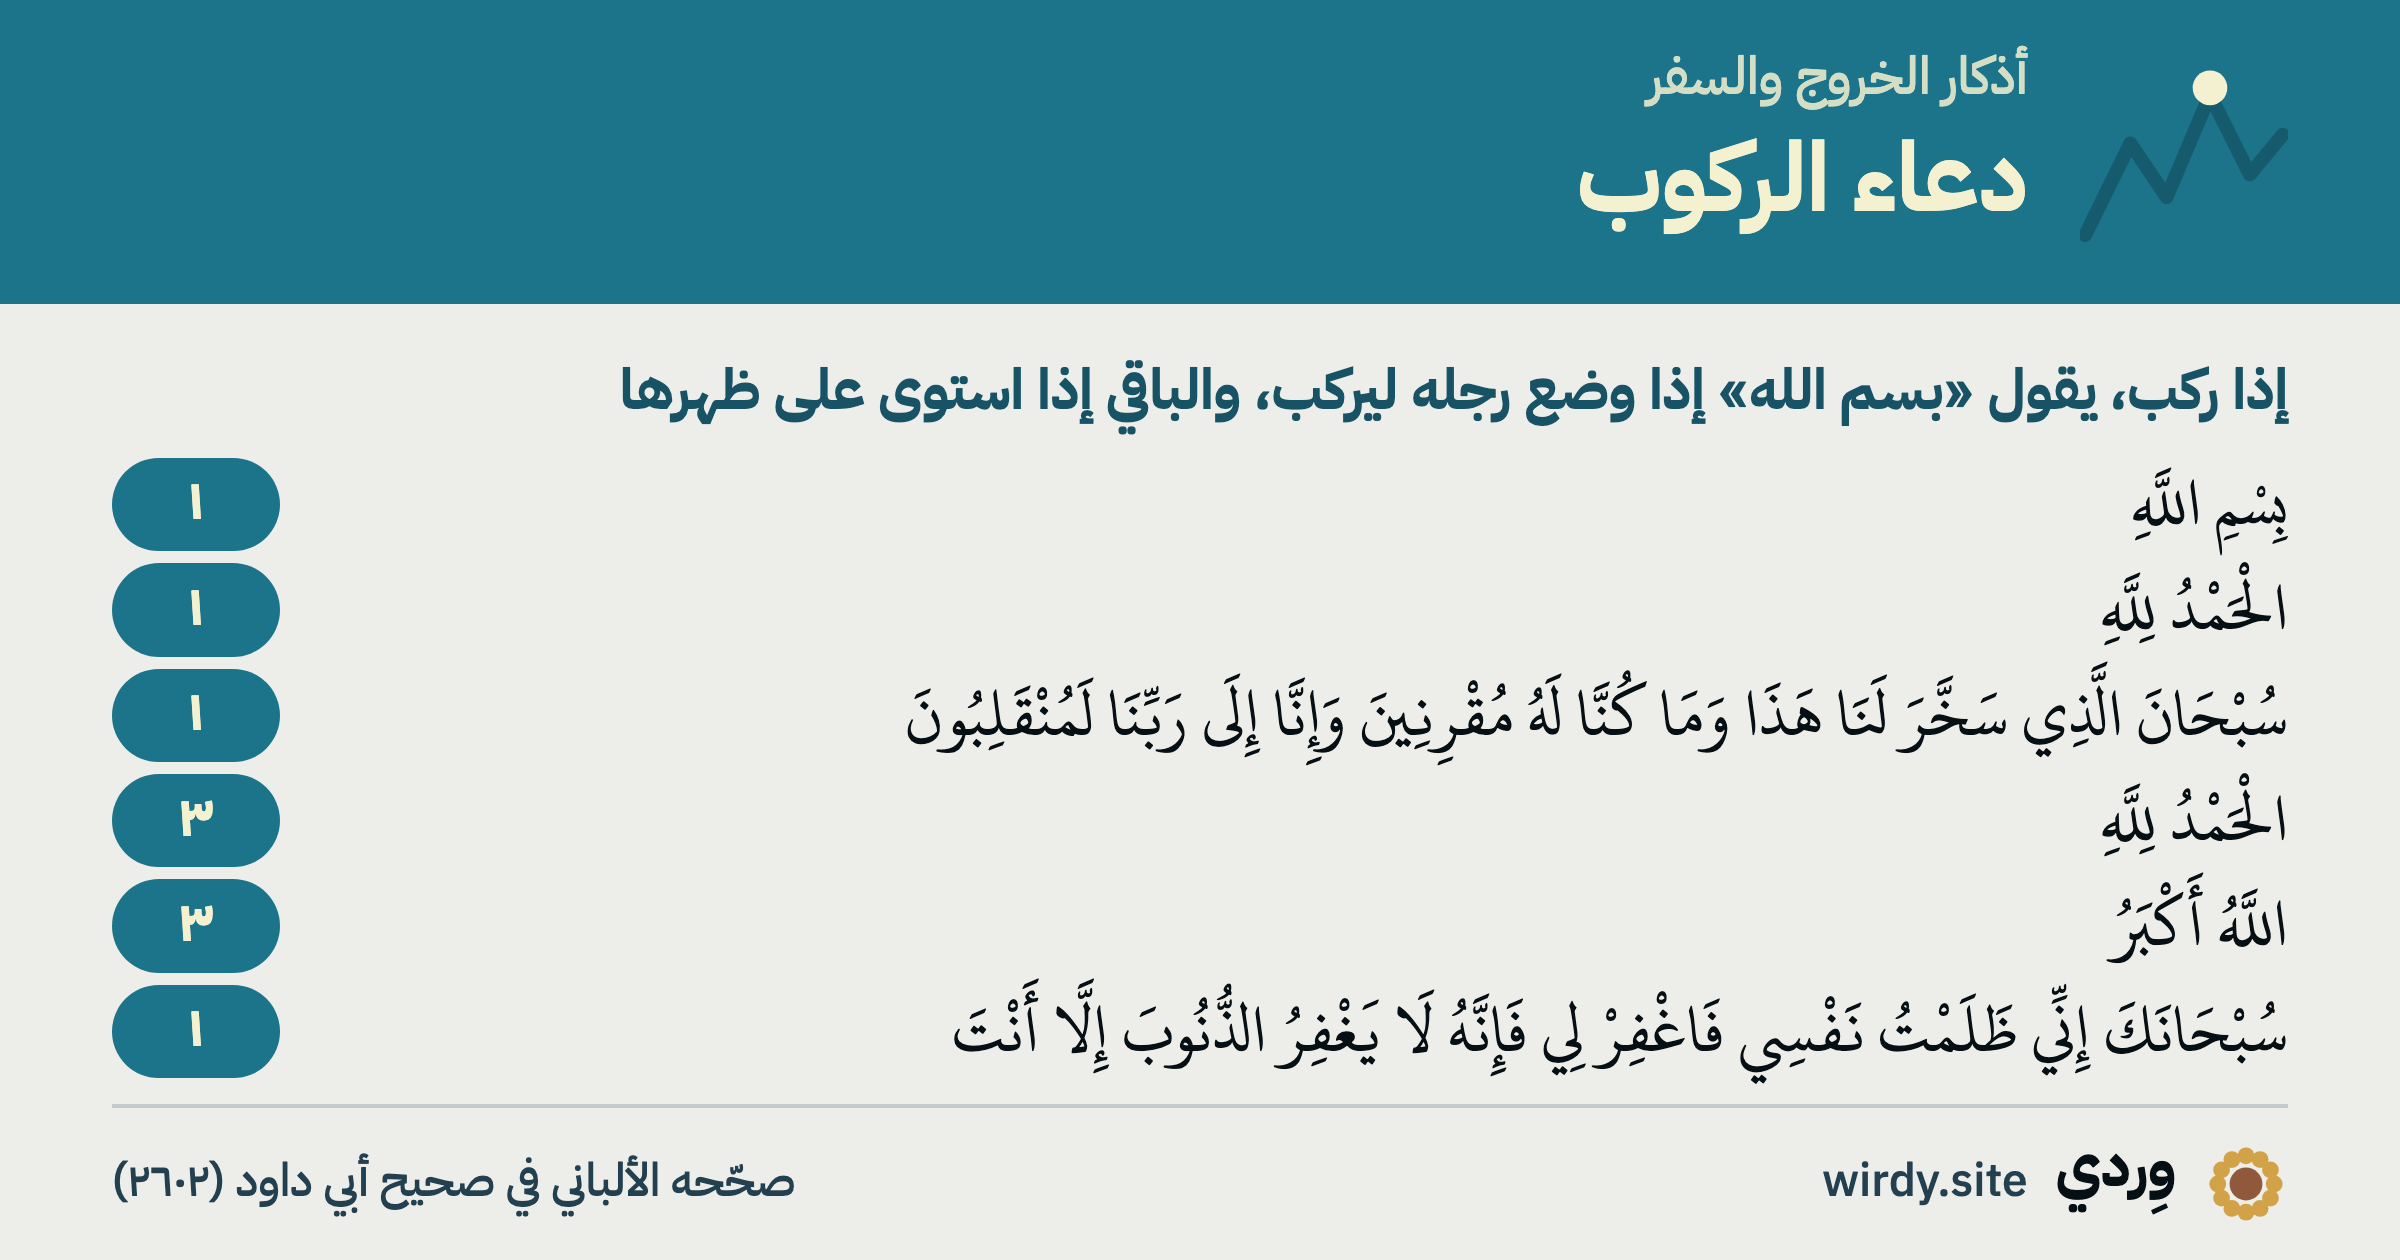 أذكار الخروج والسفر
دعاء الركوب
إذا ركب، يقول «بسم الله» إذا وضع رجله ليركب، والباقي إذا استوى على ظهرها
بِسْمِ اللَّهِ ١
الْحَمْدُ لِلَّهِ ١
سُبْحَانَ الَّذِي سَخَّرَ لَنَا هَذَا وَمَا كُنَّا لَهُ مُقْرِنِينَ وَإِنَّا إِلَى رَبِّنَا لَمُنْقَلِبُونَ ١
الْحَمْدُ لِلَّهِ ٣
اللَّهُ أَكْبَرُ ٣
سُبْحَانَكَ إِنِّي ظَلَمْتُ نَفْسِي فَاغْفِرْ لِي فَإِنَّهُ لَا يَغْفِرُ الذُّنُوبَ إِلَّا أَنْتَ ١
وِردي wirdy.site صحّحه الألباني في صحيح أبي داود (٢٦٠٢)